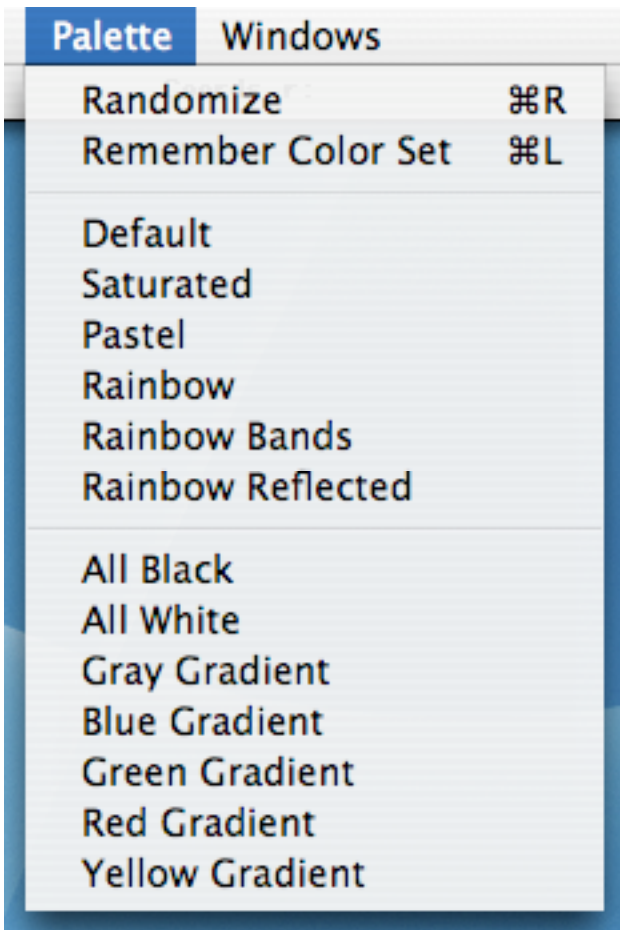 Palette Windows
Randomize ⌘R
Remember Color Set ⌘L
Default
Saturated
Pastel
Rainbow
Rainbow Bands
Rainbow Reflected
All Black
All White
Gray Gradient
Blue Gradient
Green Gradient
Red Gradient
Yellow Gradient